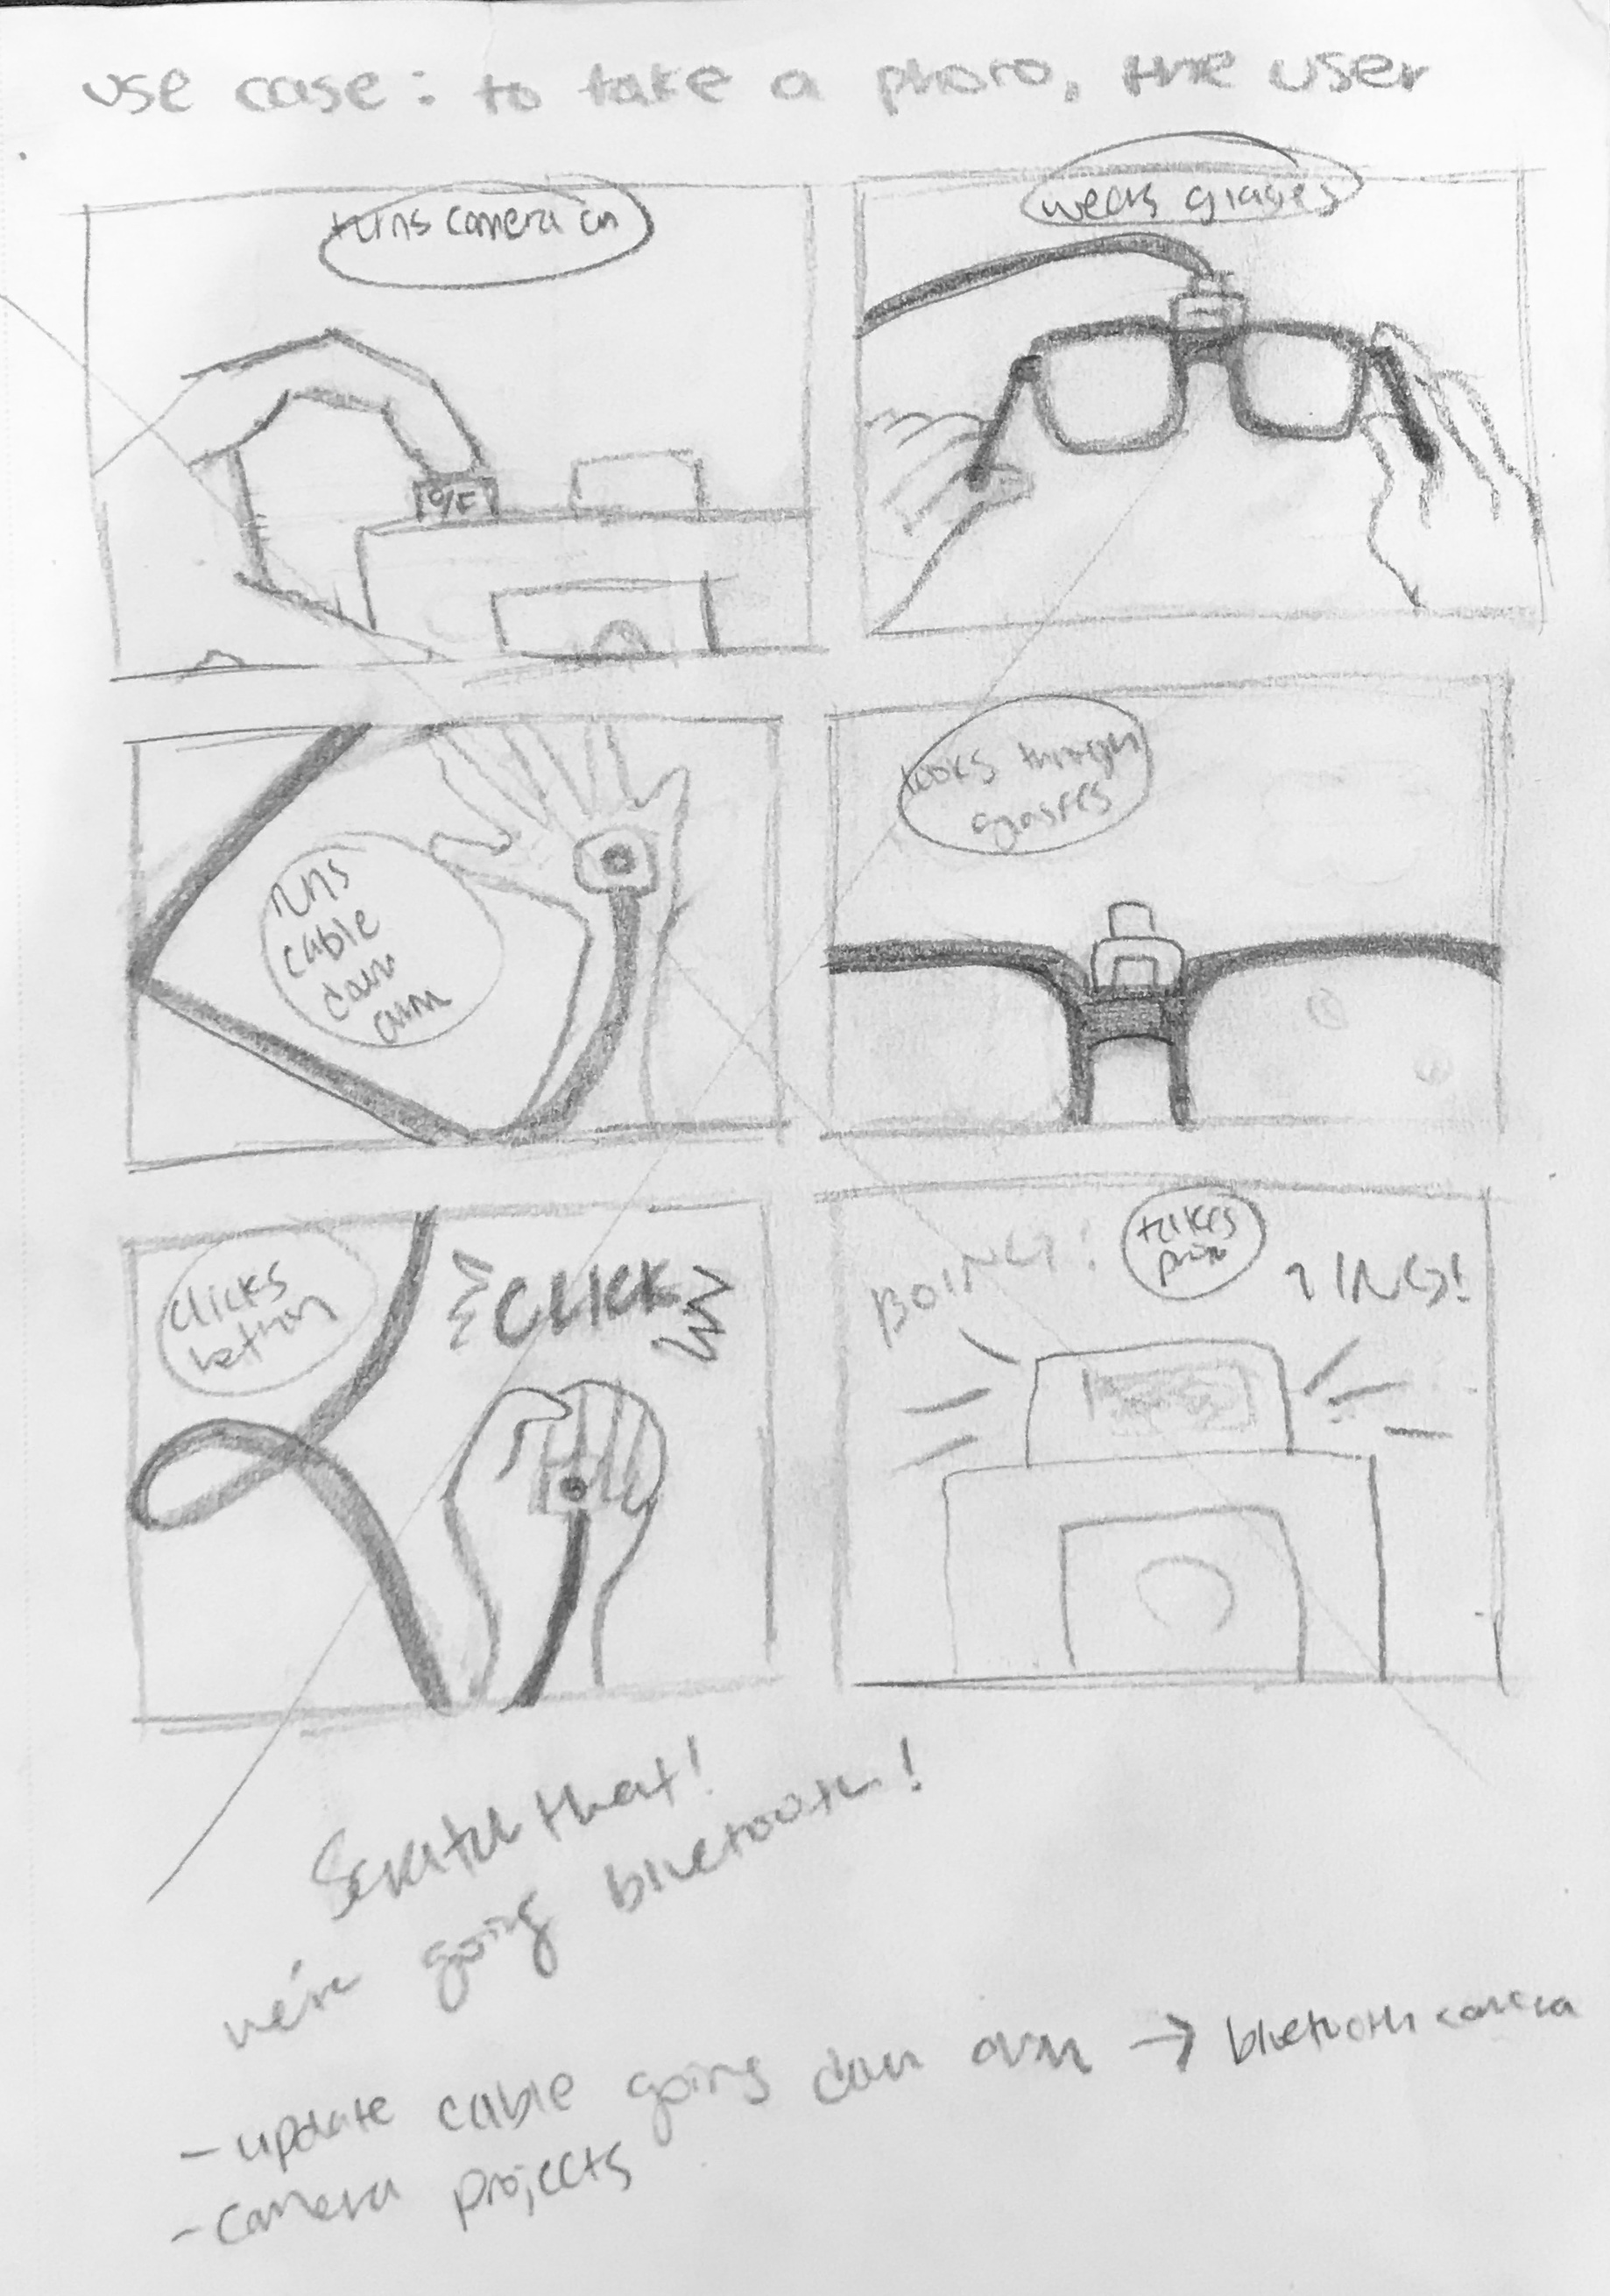 use case: to take a photo, the user
turns camera on
wears glasses
O/F
runs
cable
down
arm
looks through
glasses
clicks
button
CLICK
BOING!
takes
TING!
Scratch that!
we're going bluetooth!
- update cable going down arm → bluetooth camera
- camera projects